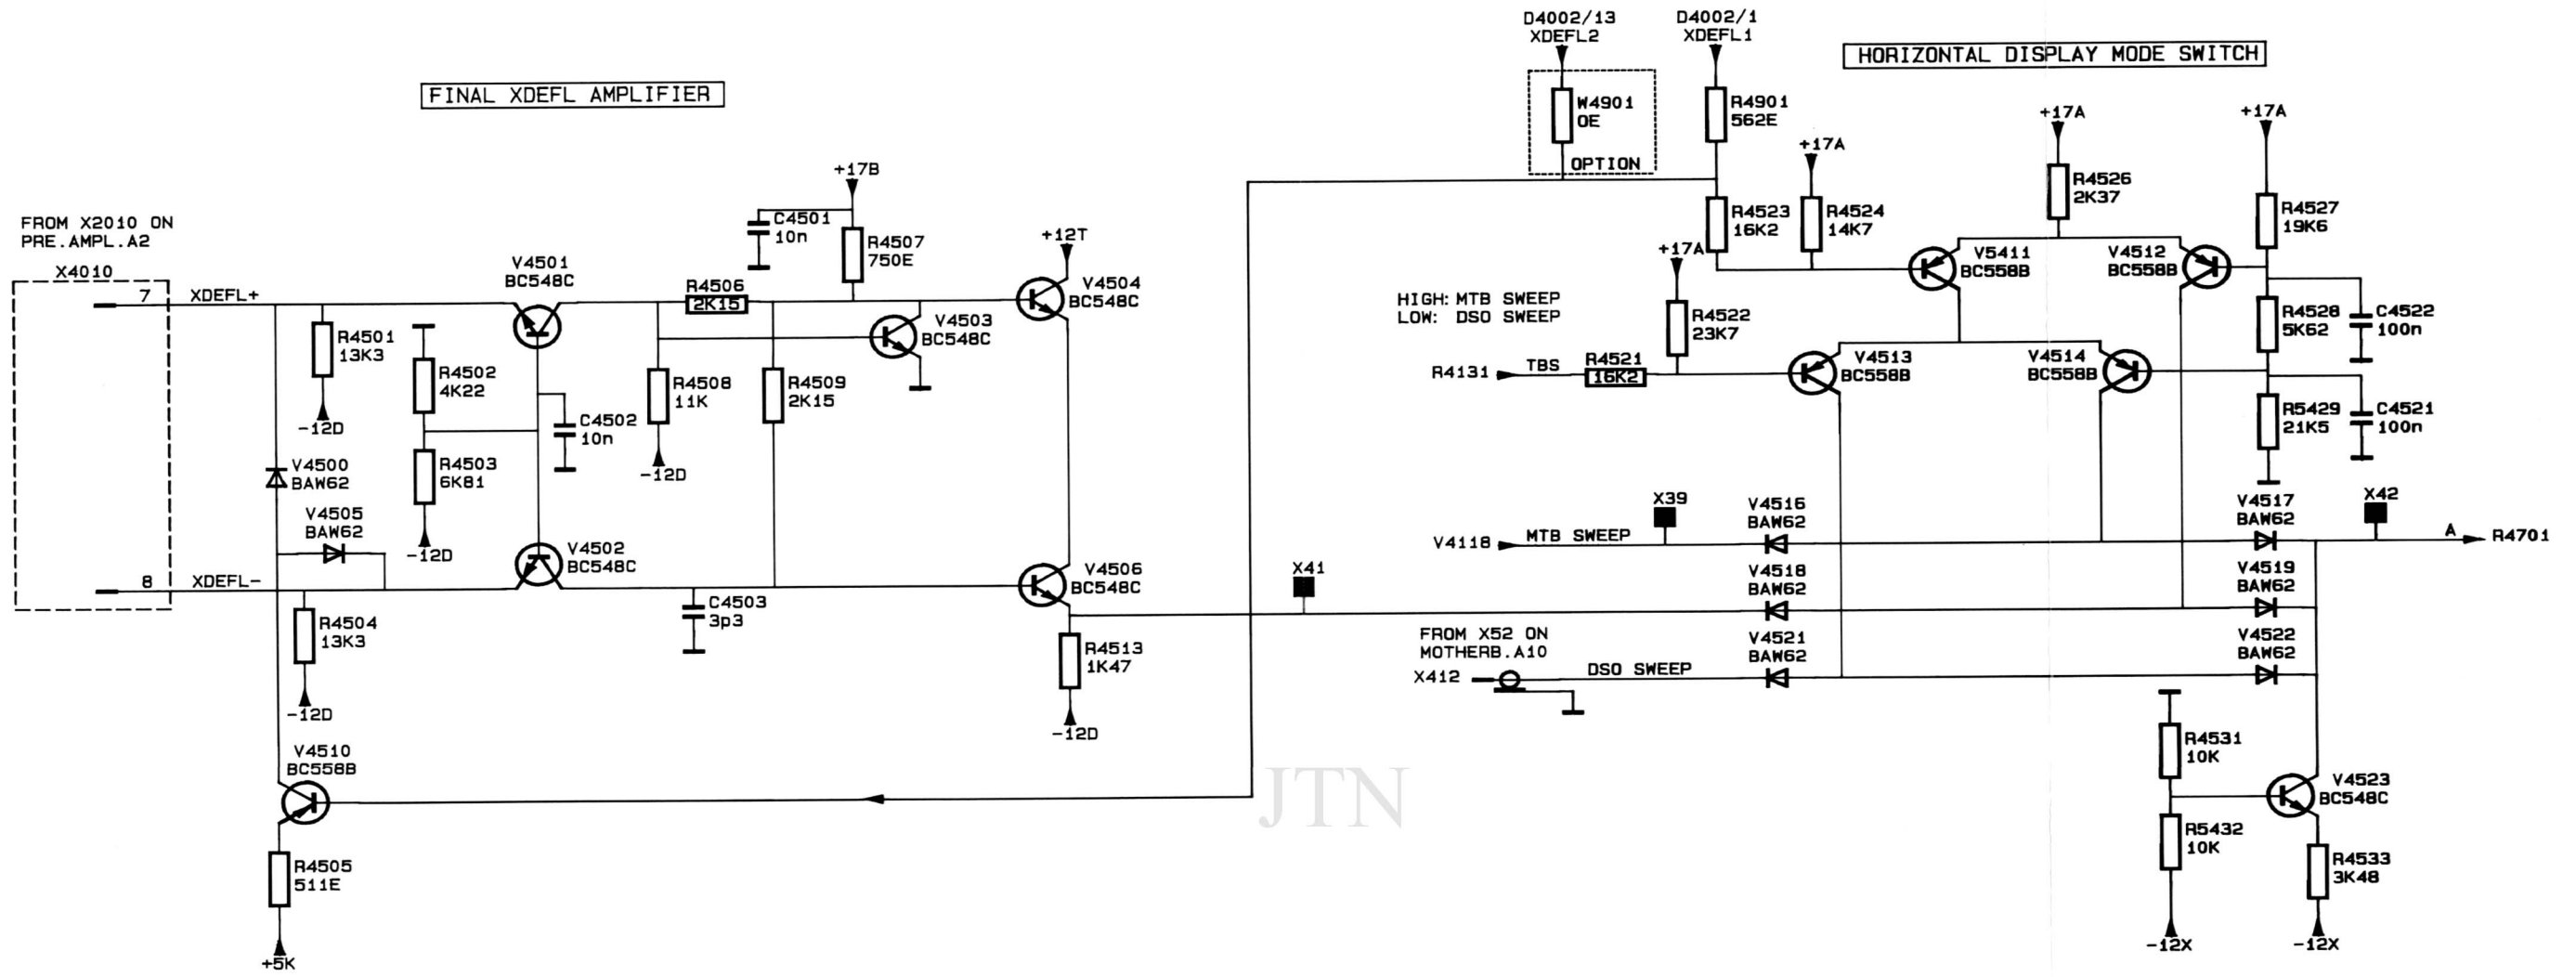 FINAL XDEFL AMPLIFIER
HORIZONTAL DISPLAY MODE SWITCH
FROM X2010 ON
PRE.AMPL.A2
X4010
7
XDEFL+
8
XDEFL-
R4501
13K3
-12D
V4500
BAW62
V4505
BAW62
R4504
13K3
-12D
V4510
BC558B
R4505
511E
+5K
R4502
4K22
R4503
6K81
-12D
V4501
BC548C
C4502
10n
V4502
BC548C
+17B
C4501
10n
R4507
750E
R4506
2K15
R4508
11K
-12D
R4509
2K15
V4503
BC548C
C4503
3p3
+12T
V4504
BC548C
V4506
BC548C
R4513
1K47
-12D
JTN
D4002/13
XDEFL2
W4901
0E
OPTION
D4002/1
XDEFL1
R4901
562E
+17A
R4523
16K2
R4524
14K7
+17A
R4522
23K7
HIGH: MTB SWEEP
LOW: DSO SWEEP
R4131
TBS
R4521
16K2
+17A
R4526
2K37
V5411
BC558B
V4512
BC558B
+17A
R4527
19K6
R4528
5K62
C4522
100n
V4513
BC558B
V4514
BC558B
R5429
21K5
C4521
100n
X39
V4118
MTB SWEEP
V4516
BAW62
V4517
BAW62
X42
A
R4701
X41
V4518
BAW62
V4519
BAW62
FROM X52 ON
MOTHERB.A10
X412
DSO SWEEP
V4521
BAW62
V4522
BAW62
R4531
10K
R5432
10K
-12X
V4523
BC548C
R4533
3K48
-12X